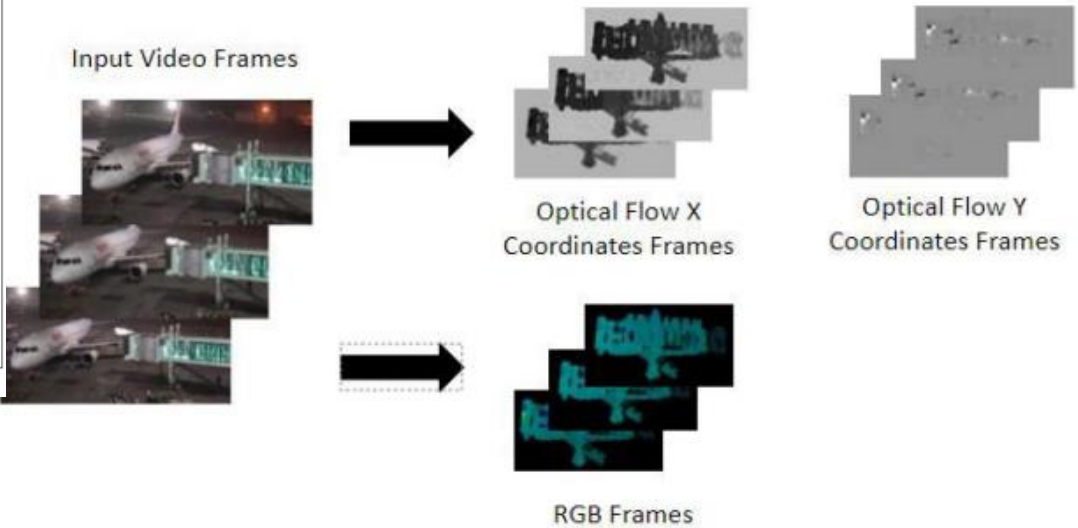 Input Video Frames
Optical Flow X
Coordinates Frames
Optical Flow Y
Coordinates Frames
RGB Frames